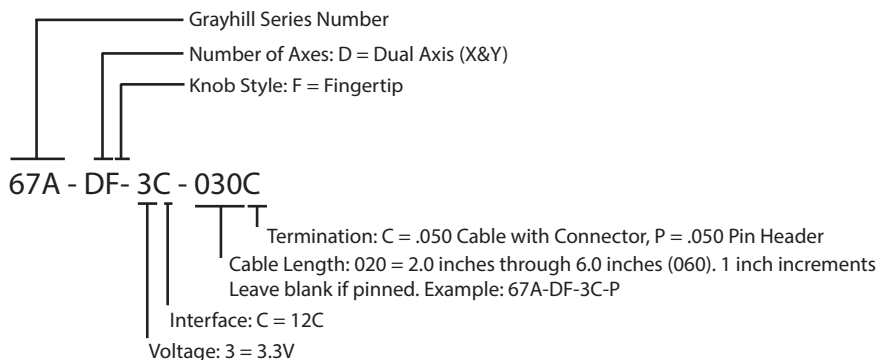 Grayhill Series Number
Number of Axes: D = Dual Axis (X&Y)
Knob Style: F = Fingertip
67A - DF- 3C - 030C
Termination: C = .050 Cable with Connector, P = .050 Pin Header
Cable Length: 020 = 2.0 inches through 6.0 inches (060). 1 inch increments
Leave blank if pinned. Example: 67A-DF-3C-P
Interface: C = 12C
Voltage: 3 = 3.3V